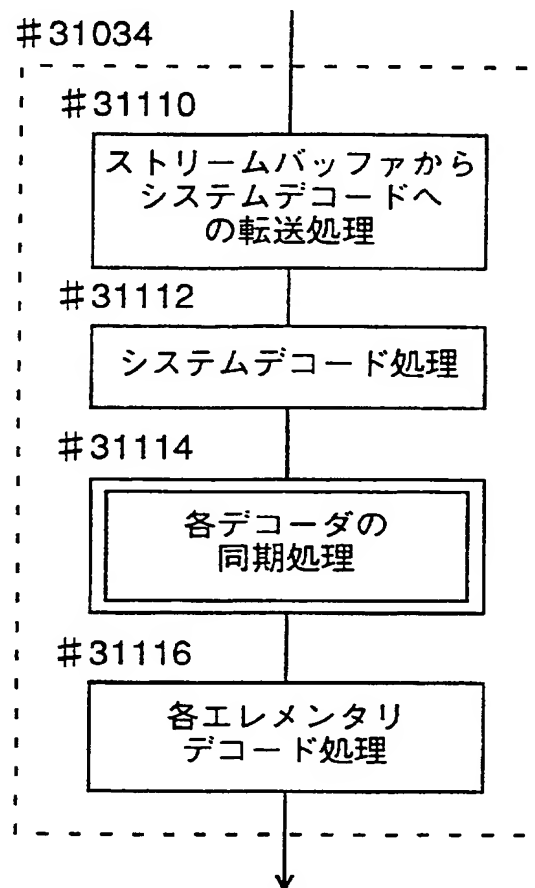 #31034
#31110
ストリームバッファから
システムデコードへ
の転送処理
#31112
システムデコード処理
#31114
各デコーダの
同期処理
#31116
各エレメンタリ
デコード処理